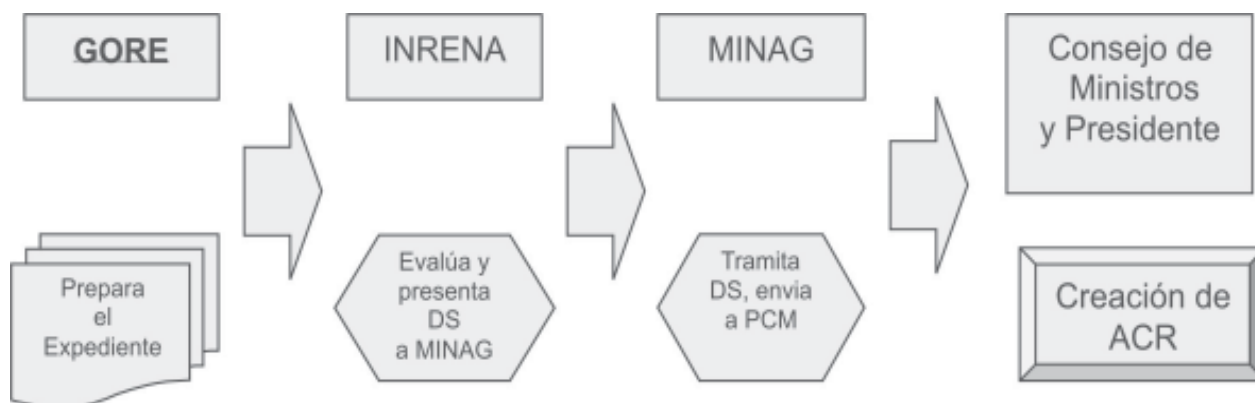 GORE
INRENA
MINAG
Consejo de
Ministros
y Presidente
Prepara
el
Expediente
Evalúa y
presenta
DS
a MINAG
Tramita
DS, envia
a PCM
Creación de
ACR